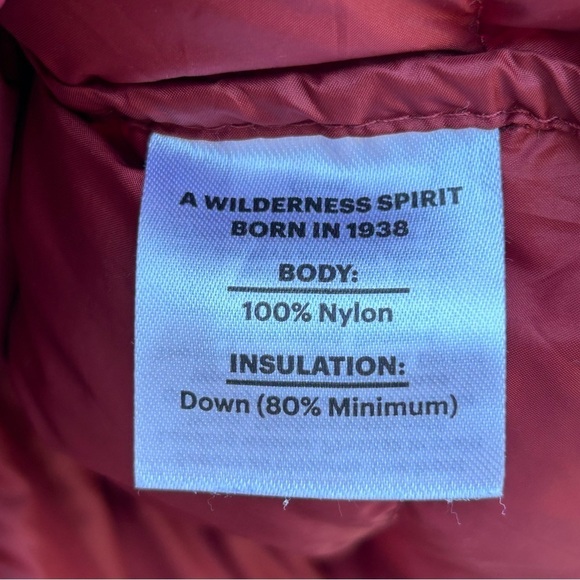 A WILDERNESS SPIRIT
BORN IN 1938
BODY:
100% Nylon
INSULATION:
Down (80% Minimum)